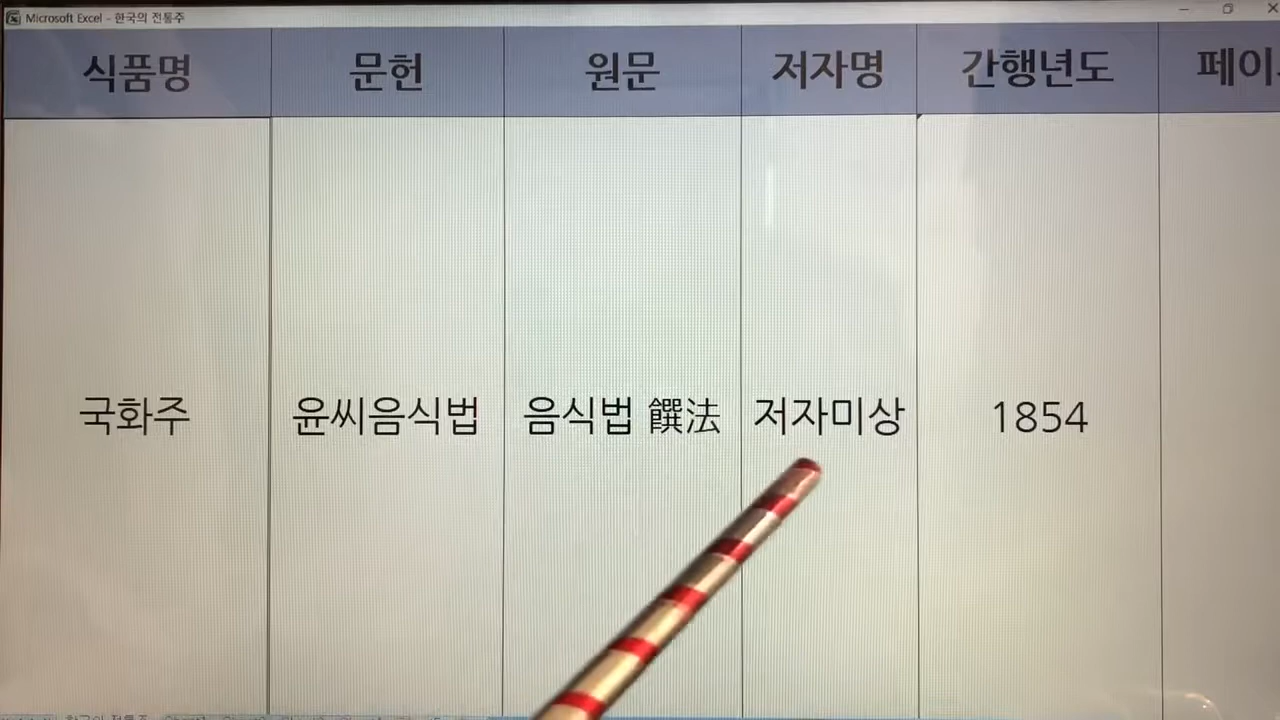 Microsoft Excel - 한국의 전통주
식품명 문헌 원문 저자명 간행년도 페이
국화주 윤씨음식법 음식법 饌法 저자미상 1854